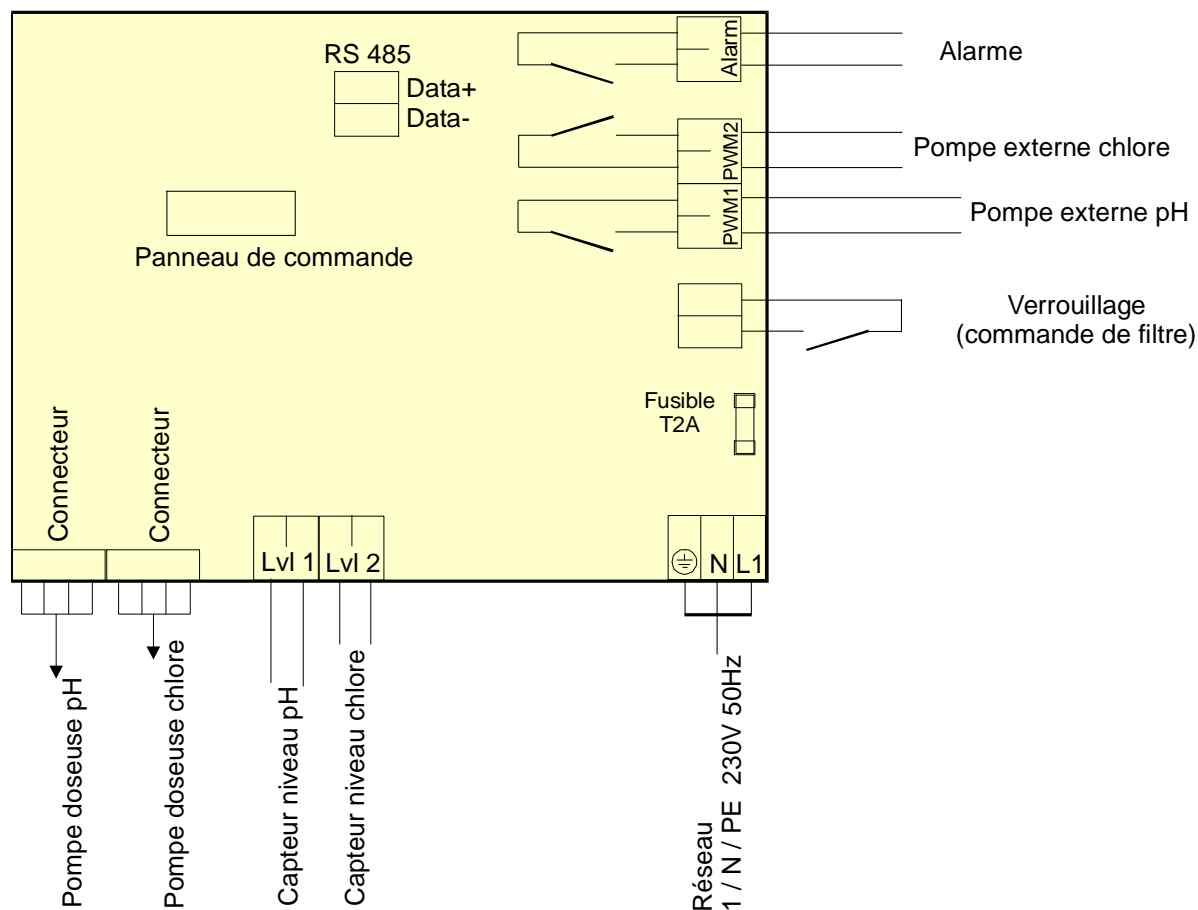 RS 485
Data+
Data-
Alarm
Alarme
PWM2
Pompe externe chlore
PWM1
Pompe externe pH
Panneau de commande
Verrouillage
(commande de filtre)
Fusible
T2A
Connecteur
Connecteur
Lvl 1
Lvl 2
N
L1
Pompe doseuse pH
Pompe doseuse chlore
Capteur niveau pH
Capteur niveau chlore
Réseau
1 / N / PE 230V 50Hz